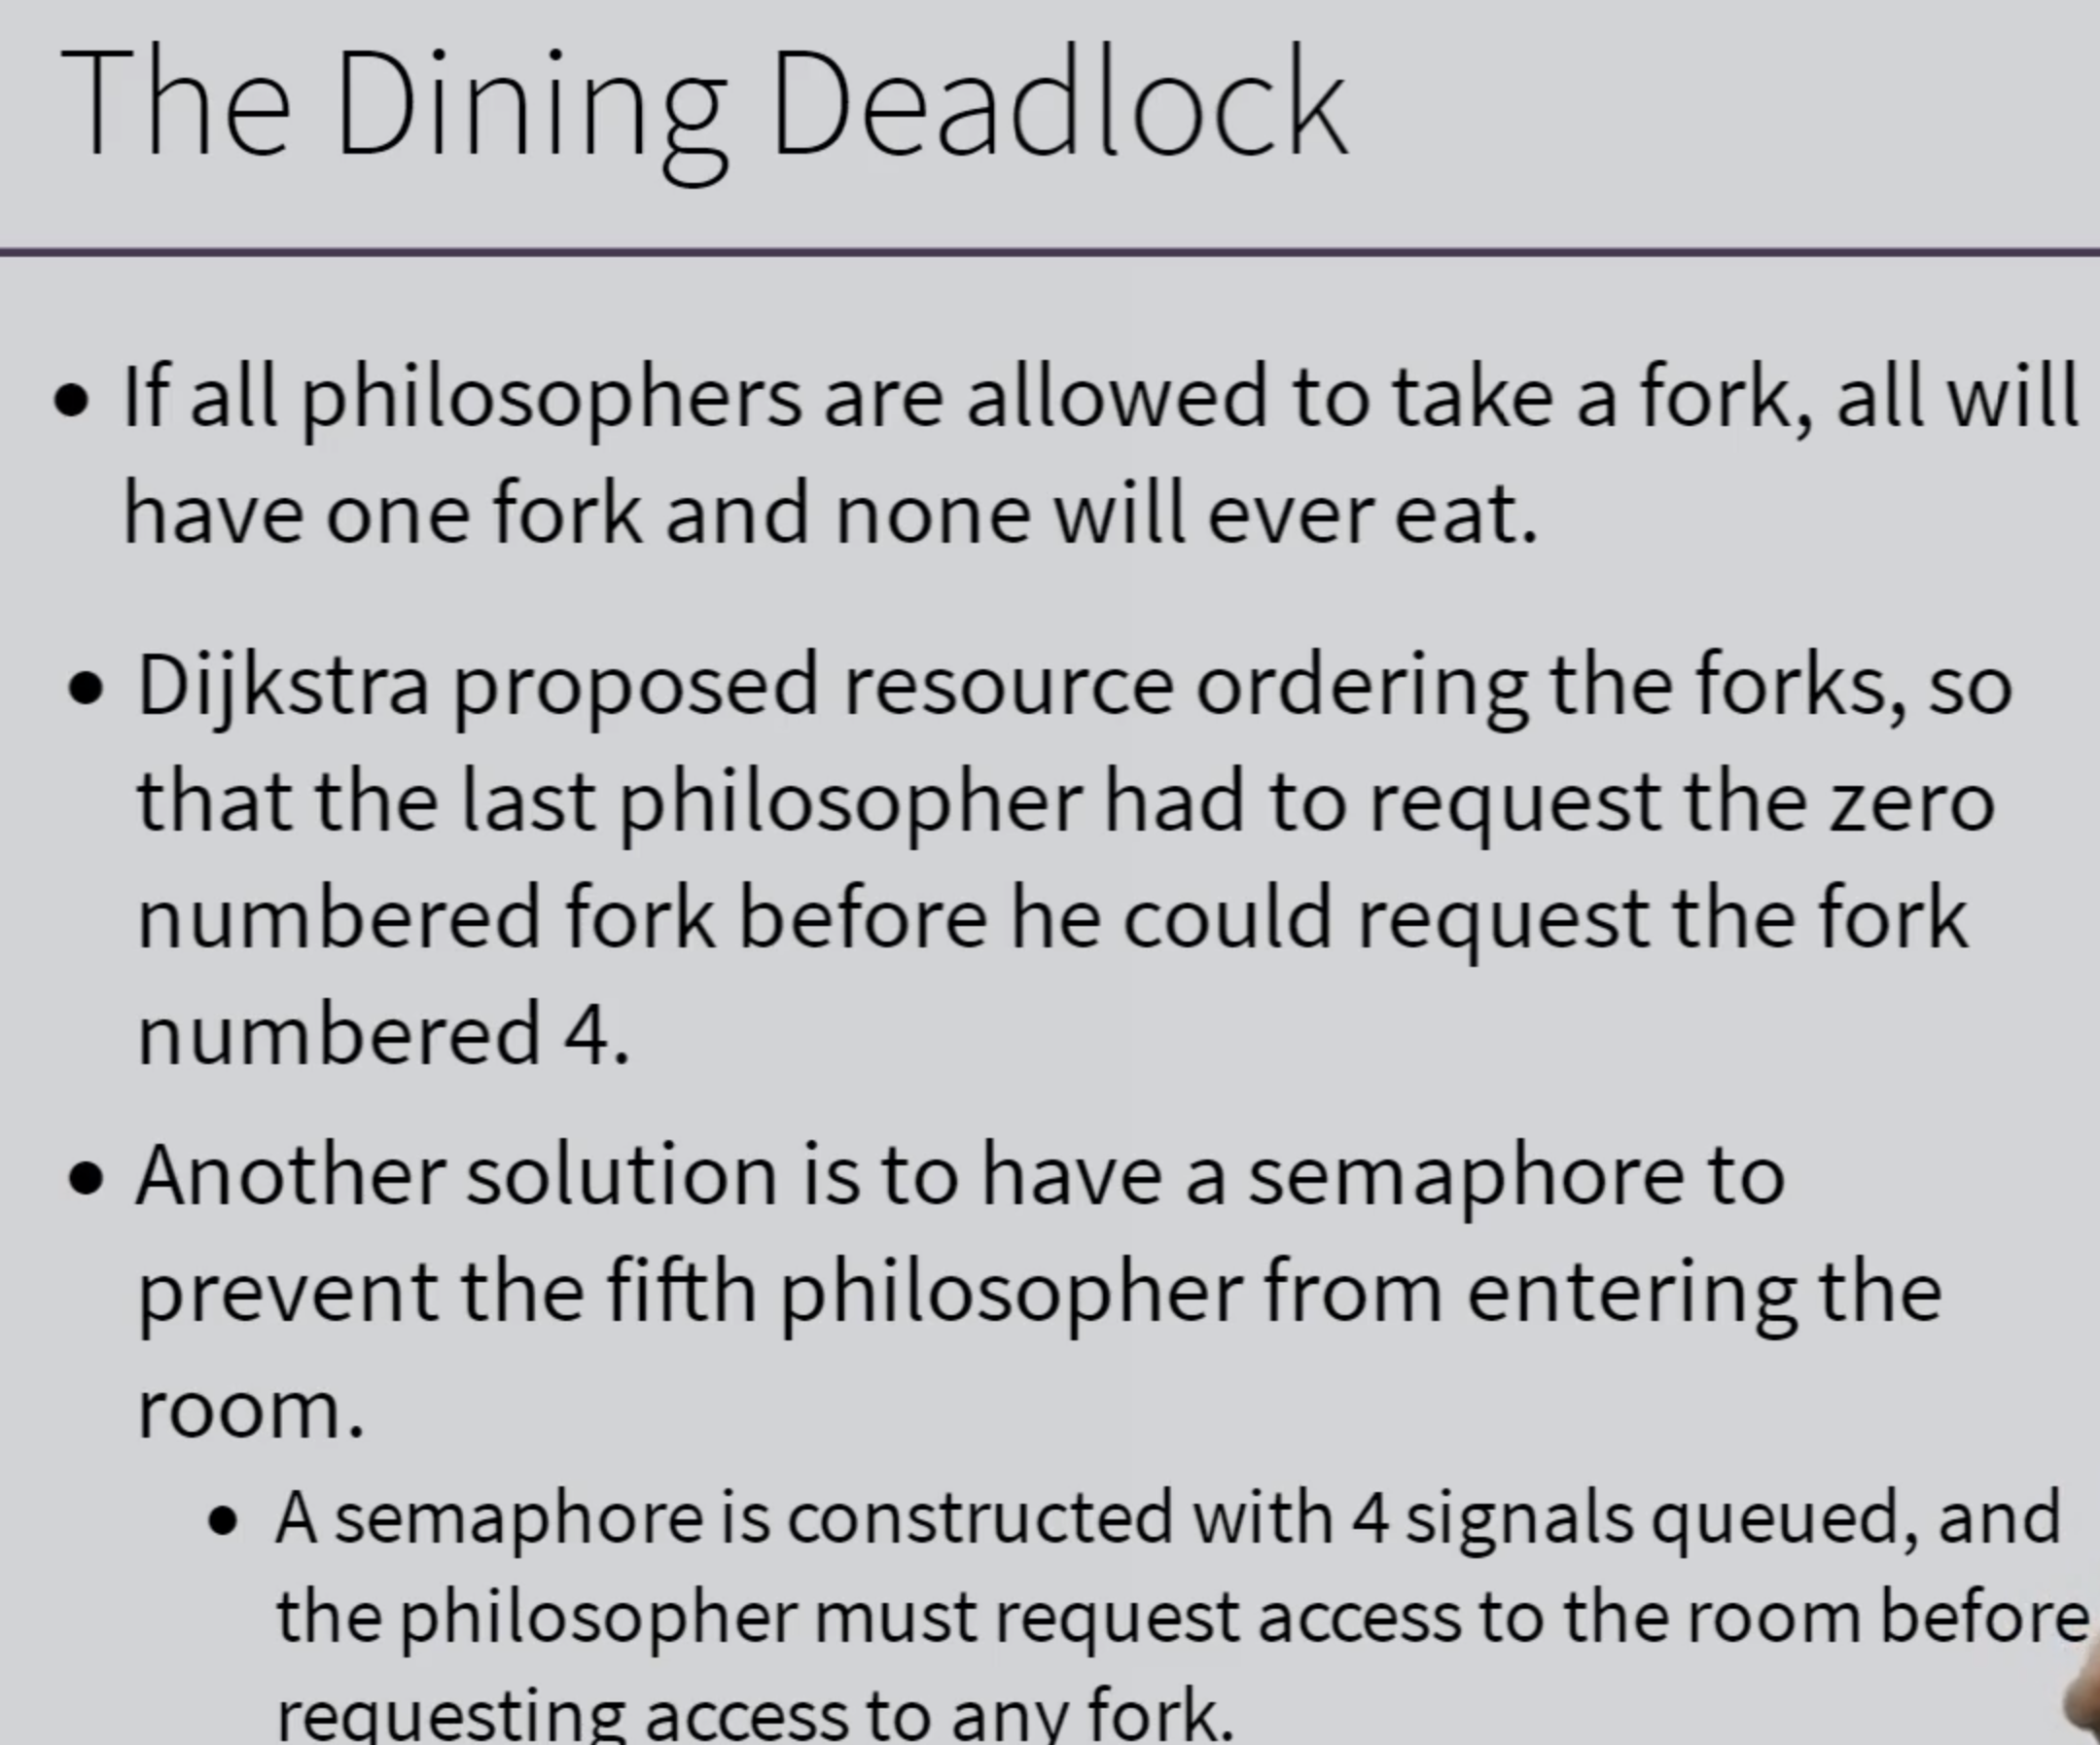 The Dining Deadlock
• If all philosophers are allowed to take a fork, all will
have one fork and none will ever eat.
• Dijkstra proposed resource ordering the forks, so
that the last philosopher had to request the zero
numbered fork before he could request the fork
numbered 4.
• Another solution is to have a semaphore to
prevent the fifth philosopher from entering the
room.
• A semaphore is constructed with 4 signals queued, and
the philosopher must request access to the room before
requesting access to any fork.